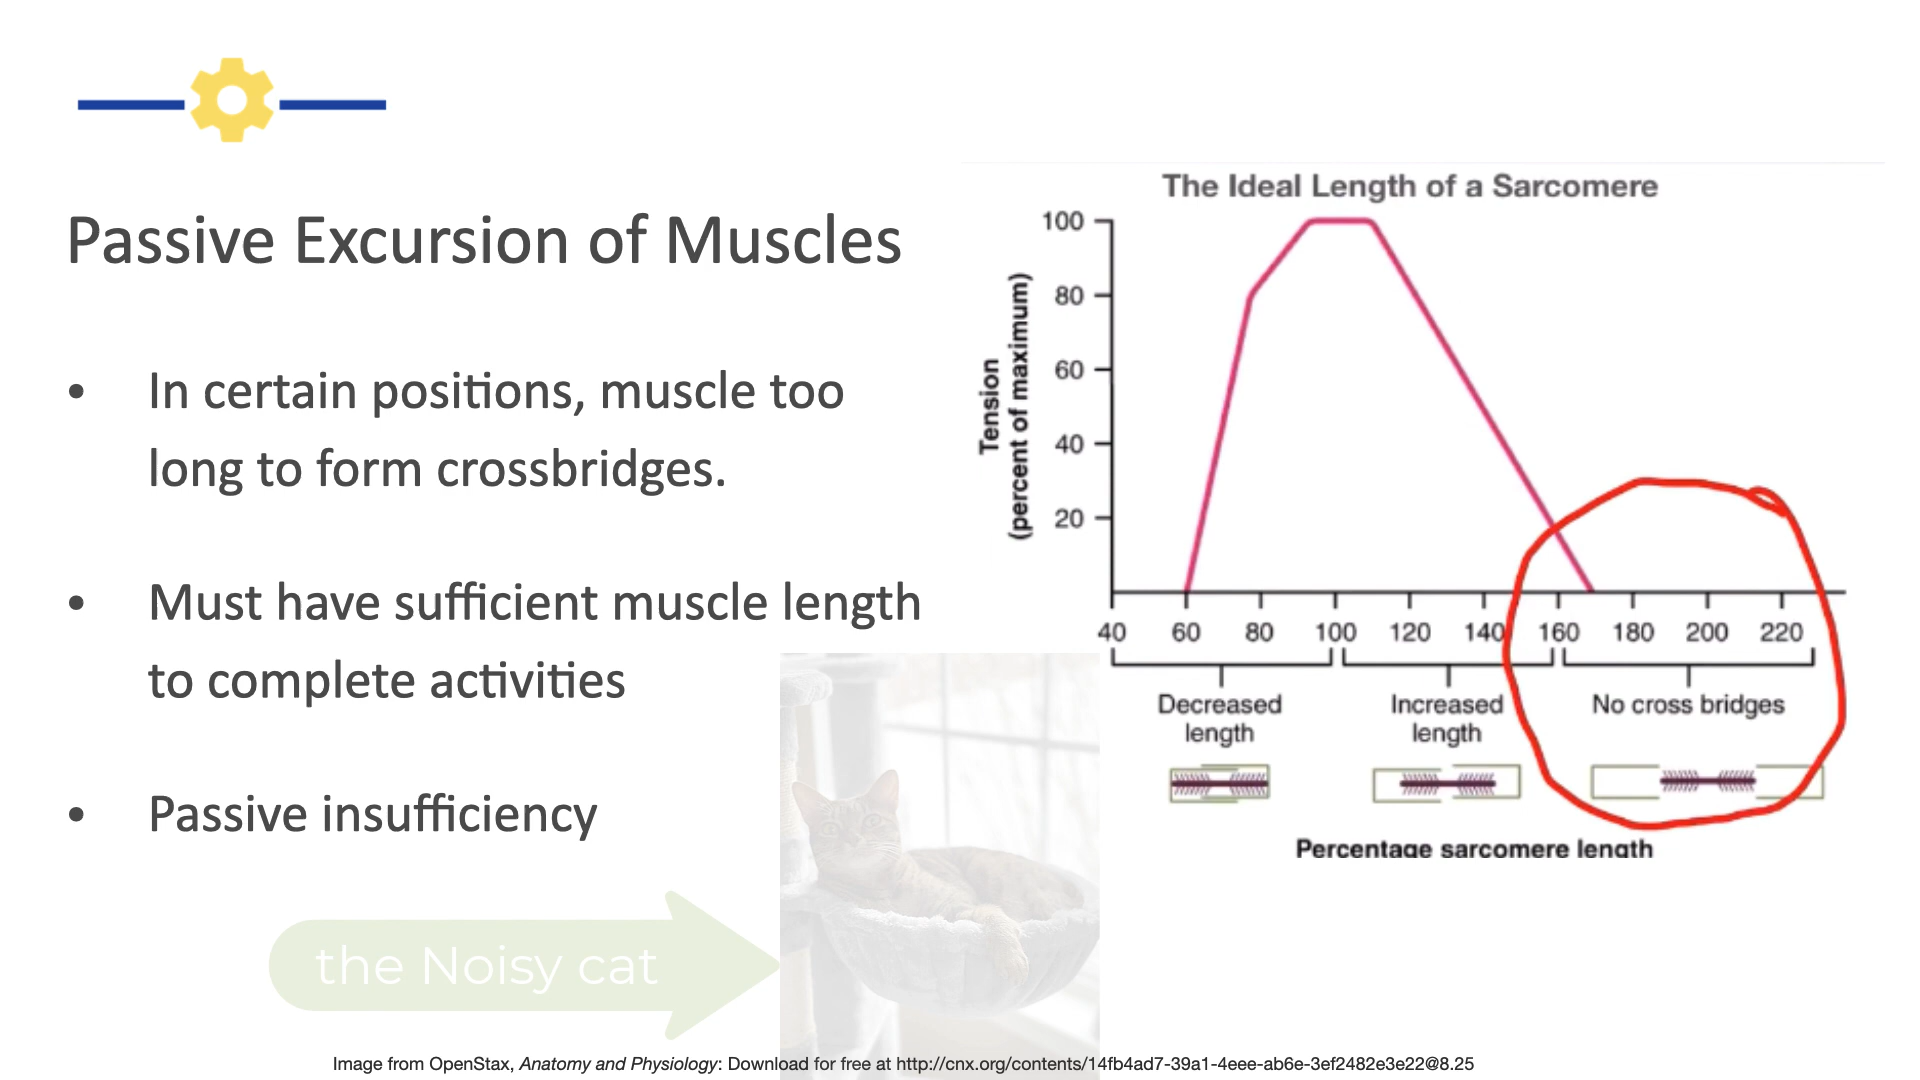 Passive Excursion of Muscles
• In certain positions, muscle too
long to form crossbridges.
• Must have sufficient muscle length
to complete activities
• Passive insufficiency
the Noisy cat
The Ideal Length of a Sarcomere
Tension
(percent of maximum)
100
80
60
40
20
40 60 80 100 120 140 160 180 200 220
Decreased
length
Increased
length
No cross bridges
Percentage sarcomere length
Image from OpenStax, Anatomy and Physiology: Download for free at http://cnx.org/contents/14fb4ad7-39a1-4eee-ab6e-3ef2482e3e22@8.25